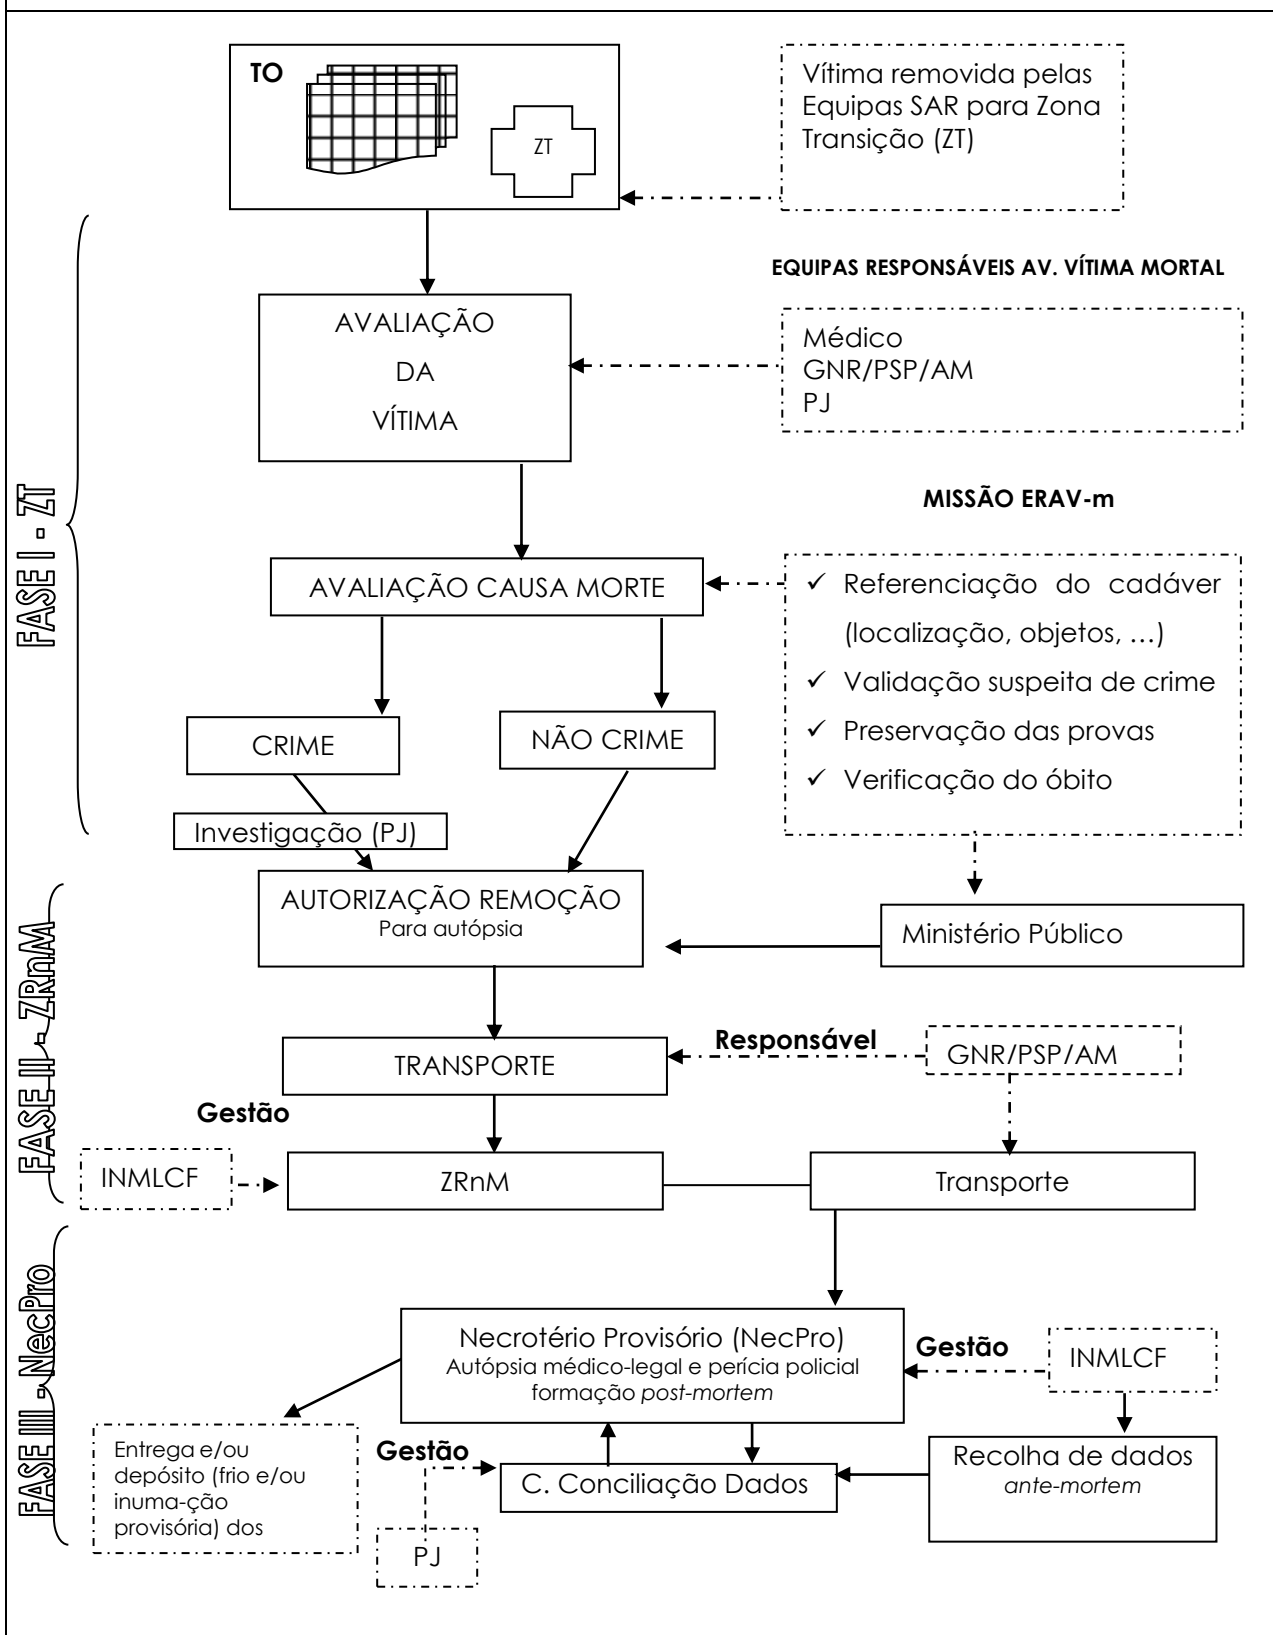 TO
ZT
Vítima removida pelas
Equipas SAR para Zona
Transição (ZT)
EQUIPAS RESPONSÁVEIS AV. VÍTIMA MORTAL
AVALIAÇÃO
DA
VÍTIMA
Médico
GNR/PSP/AM
PJ
FASE I - ZT
MISSÃO ERAV-m
AVALIAÇÃO CAUSA MORTE
✓ Referenciação do cadáver
(localização, objetos, …)
✓ Validação suspeita de crime
✓ Preservação das provas
✓ Verificação do óbito
CRIME
NÃO CRIME
Investigação (PJ)
AUTORIZAÇÃO REMOÇÃO
Para autópsia
Ministério Público
FASE II - ZRnM
TRANSPORTE
Responsável
GNR/PSP/AM
Gestão
INMLCF
ZRnM
Transporte
FASE III - NecPro
Necrotério Provisório (NecPro)
Autópsia médico-legal e perícia policial
formação post-mortem
Gestão
INMLCF
Entrega e/ou
depósito (frio e/ou
inuma-ção
provisória) dos
Gestão
C. Conciliação Dados
Recolha de dados
ante-mortem
PJ